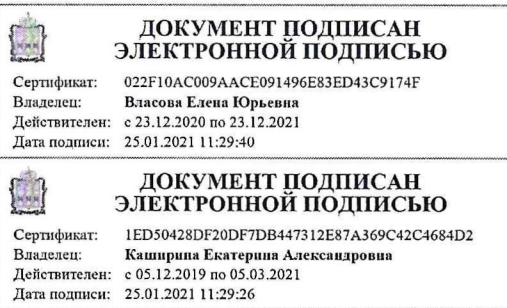 ДОКУМЕНТ ПОДПИСАН
ЭЛЕКТРОННОЙ ПОДПИСЬЮ
Сертификат: 022F10AC009AACE091496E83ED43C9174F
Владелец: Власова Елена Юрьевна
Действителен: с 23.12.2020 по 23.12.2021
Дата подписи: 25.01.2021 11:29:40
ДОКУМЕНТ ПОДПИСАН
ЭЛЕКТРОННОЙ ПОДПИСЬЮ
Сертификат: 1ED50428DF20DF7DB447312E87A369C42C4684D2
Владелец: Каширина Екатерина Александровна
Действителен: с 05.12.2019 по 05.03.2021
Дата подписи: 25.01.2021 11:29:26